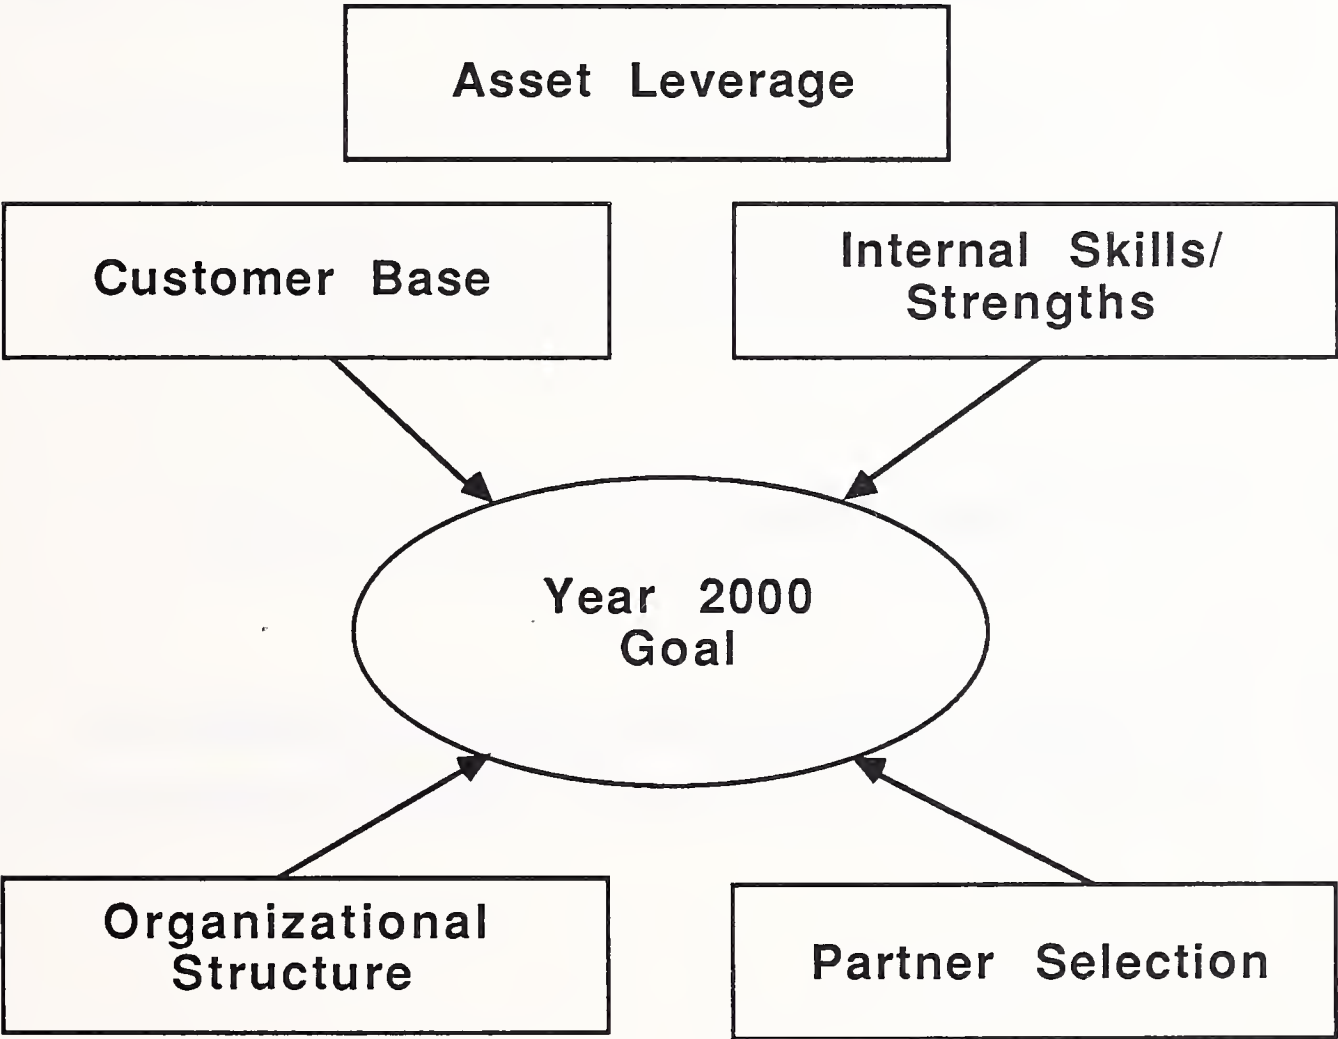 Asset Leverage
Customer Base
Internal Skills/
Strengths
Year 2000
Goal
Organizational
Structure
Partner Selection